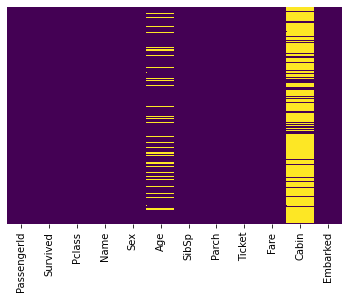 PassengerId
Survived
Pclass
Name
Sex
Age
SibSp
Parch
Ticket
Fare
Cabin
Embarked